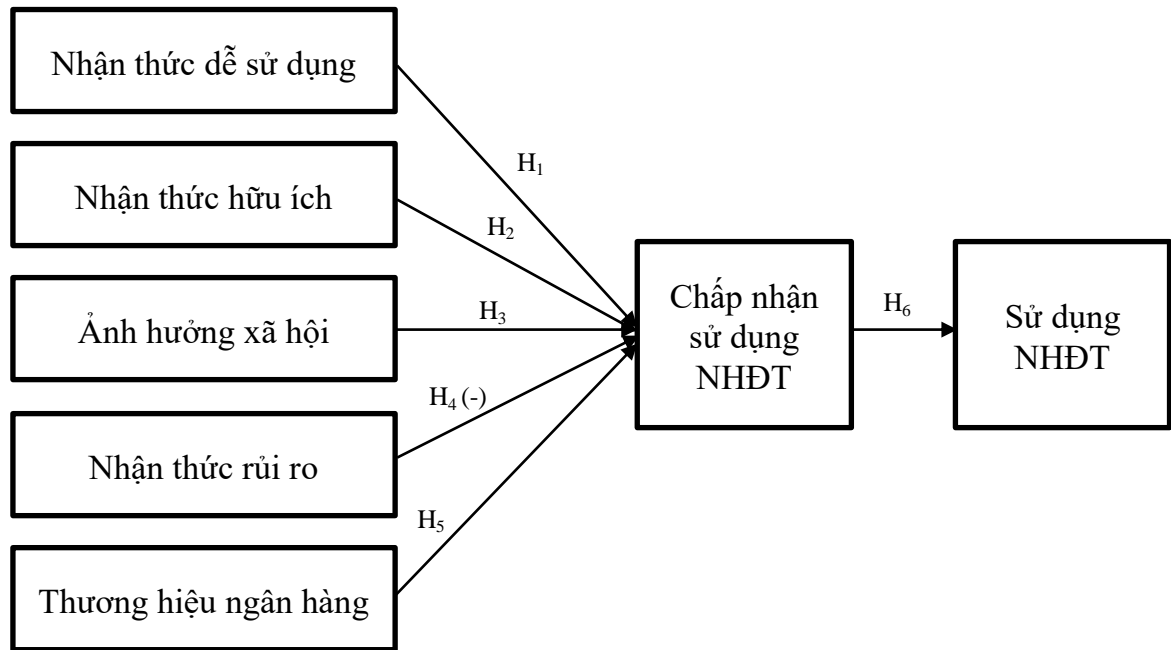 Nhận thức dễ sử dụng
H₁
Nhận thức hữu ích
H₂
Ảnh hưởng xã hội
H₃
Nhận thức rủi ro
H₄ (-)
Thương hiệu ngân hàng
H₅
Chấp nhận
sử dụng
NHĐT
H₆
Sử dụng
NHĐT